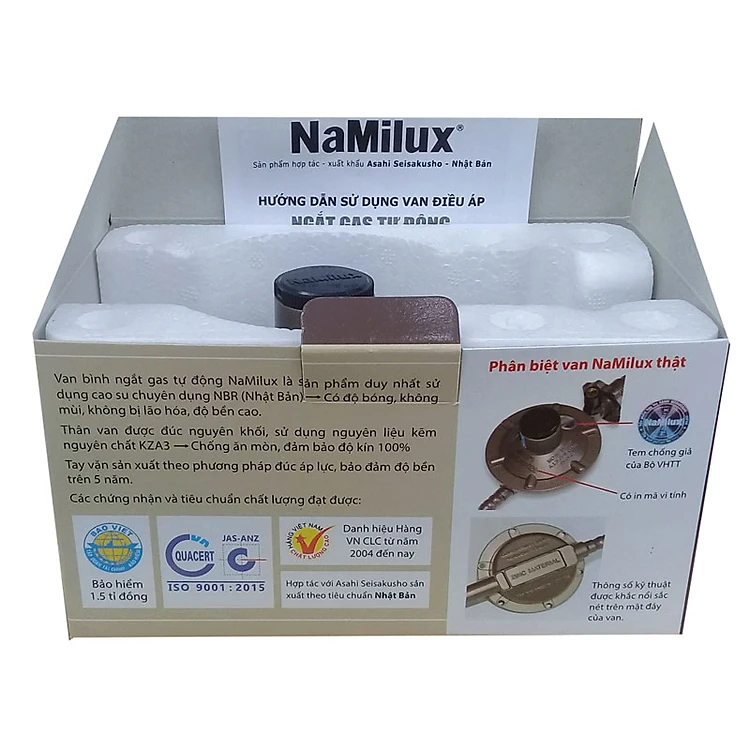 NaMilux®
Sản phẩm hợp tác - xuất khẩu Asahi Seisakusho - Nhật Bản
HƯỚNG DẪN SỬ DỤNG VAN ĐIỀU ÁP
NGẮT GAS TỰ ĐỘNG
NaMilux
Van bình ngắt gas tự động NaMilux là sản phẩm duy nhất sử
dụng cao su chuyên dụng NBR (Nhật Bản) → Có độ bóng, không
mùi, không bị lão hóa, độ bền cao.
Thân van được đúc nguyên khối, sử dụng nguyên liệu kẽm
nguyên chất KZA3 → Chống ăn mòn, đảm bảo độ kín 100%
Tay vặn sản xuất theo phương pháp đúc áp lực, bảo đảm độ bền
trên 5 năm.
Các chứng nhận và tiêu chuẩn chất lượng đạt được:
BAO VIET
Bảo hiểm
1.5 tỉ đồng
VN
QUACERT
JAS-ANZ
ISO 9001 : 2015
HÀNG VIỆT NAM
CHẤT LƯỢNG CAO
Danh hiệu Hàng
VN CLC từ năm
2004 đến nay
Hợp tác với Asahi Seisakusho sản
xuất theo tiêu chuẩn Nhật Bản
Phân biệt van NaMilux thật
NaMilux
Tem chống giả
của Bộ VHTT
Có in mã vi tính
ZINC MATERIAL
Thông số kỹ thuật
được khắc nổi sắc
nét trên mặt đáy
của van.